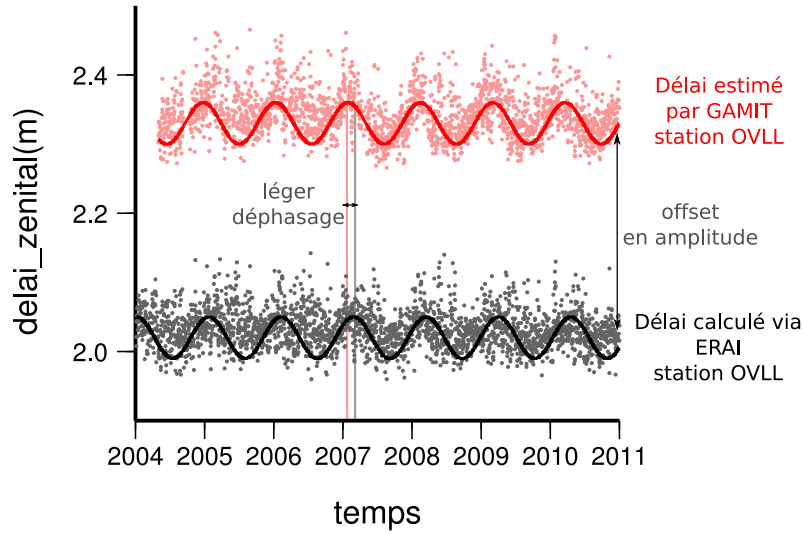 2.4
2.2
2.0
delai_zenital(m)
2004 2005 2006 2007 2008 2009 2010 2011
temps
léger
déphasage
Délai estimé
par GAMIT
station OVLL
offset
en amplitude
Délai calculé via
ERAI
station OVLL